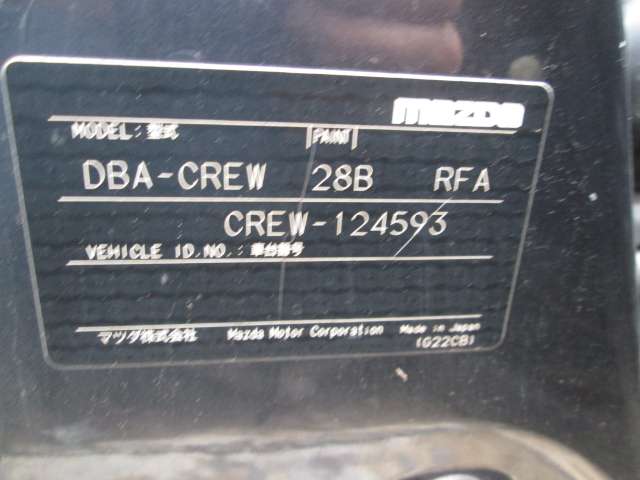 mazda
MODEL : 型式 PAINT
DBA-CREW 28B RFA
CREW-124593
VEHICLE ID. NO. : 車台番号
マツダ株式会社 Mazda Motor Corporation Made in Japan
(G22CB)